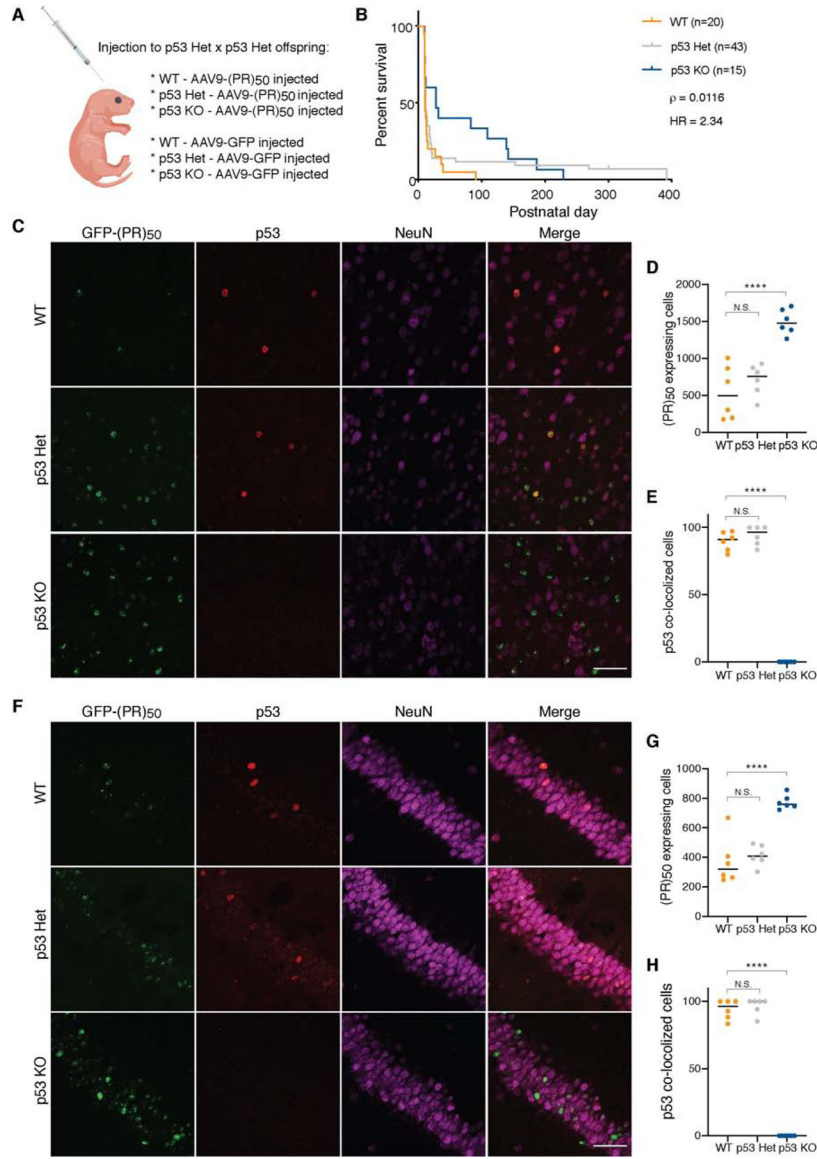 A
Injection to p53 Het x p53 Het offspring:
* WT - AAV9-(PR)50 injected
* p53 Het - AAV9-(PR)50 injected
* p53 KO - AAV9-(PR)50 injected
* WT - AAV9-GFP injected
* p53 Het - AAV9-GFP injected
* p53 KO - AAV9-GFP injected
B
Percent survival
100
50
0
0 100 200 300 400
Postnatal day
WT (n=20)
p53 Het (n=43)
p53 KO (n=15)
ρ = 0.0116
HR = 2.34
C
GFP-(PR)50 p53 NeuN Merge
WT
p53 Het
p53 KO
D
(PR)50 expressing cells
2000
1500
1000
500
0
****
N.S.
WT p53 Het p53 KO
E
p53 co-locolized cells
100
50
0
****
N.S.
WT p53 Het p53 KO
F
GFP-(PR)50 p53 NeuN Merge
WT
p53 Het
p53 KO
G
(PR)50 expressing cells
1000
800
600
400
200
0
****
N.S.
WT p53 Het p53 KO
H
p53 co-locolized cells
100
50
0
****
N.S.
WT p53 Het p53 KO